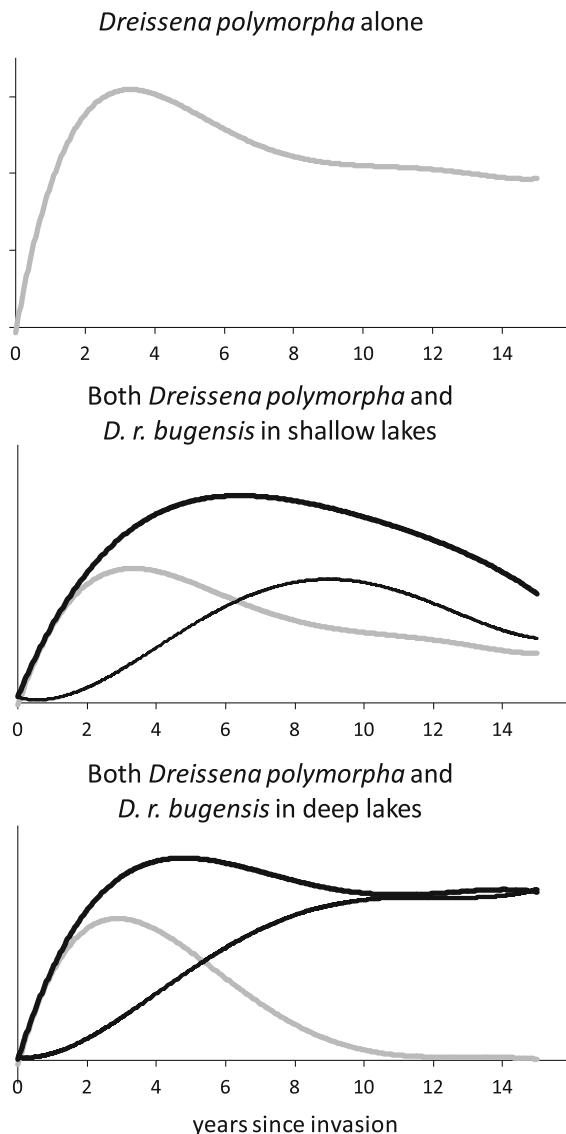 Dreissena polymorpha alone
0 2 4 6 8 10 12 14
Both Dreissena polymorpha and
D. r. bugensis in shallow lakes
0 2 4 6 8 10 12 14
Both Dreissena polymorpha and
D. r. bugensis in deep lakes
0 2 4 6 8 10 12 14
years since invasion